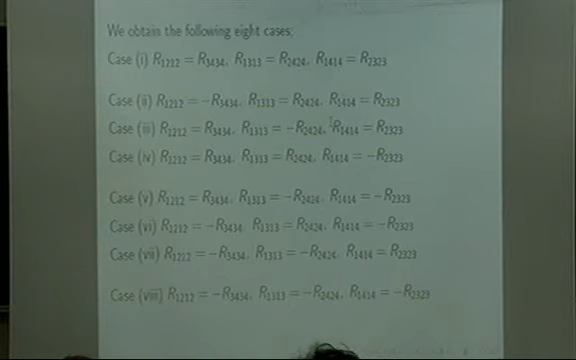 We obtain the following eight cases:
Case (i) R₁₂₁₂ = R₃₄₃₄, R₁₃₁₃ = R₂₄₂₄, R₁₄₁₄ = R₂₃₂₃
Case (ii) R₁₂₁₂ = −R₃₄₃₄, R₁₃₁₃ = R₂₄₂₄, R₁₄₁₄ = R₂₃₂₃
Case (iii) R₁₂₁₂ = R₃₄₃₄, R₁₃₁₃ = −R₂₄₂₄, R₁₄₁₄ = R₂₃₂₃
Case (iv) R₁₂₁₂ = R₃₄₃₄, R₁₃₁₃ = R₂₄₂₄, R₁₄₁₄ = −R₂₃₂₃
Case (v) R₁₂₁₂ = R₃₄₃₄, R₁₃₁₃ = −R₂₄₂₄, R₁₄₁₄ = −R₂₃₂₃
Case (vi) R₁₂₁₂ = −R₃₄₃₄, R₁₃₁₃ = R₂₄₂₄, R₁₄₁₄ = −R₂₃₂₃
Case (vii) R₁₂₁₂ = −R₃₄₃₄, R₁₃₁₃ = −R₂₄₂₄, R₁₄₁₄ = R₂₃₂₃
Case (viii) R₁₂₁₂ = −R₃₄₃₄, R₁₃₁₃ = −R₂₄₂₄, R₁₄₁₄ = −R₂₃₂₃